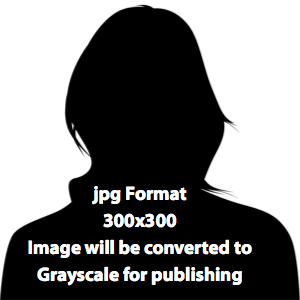 jpg Format
300x300
Image will be converted to
Grayscale for publishing